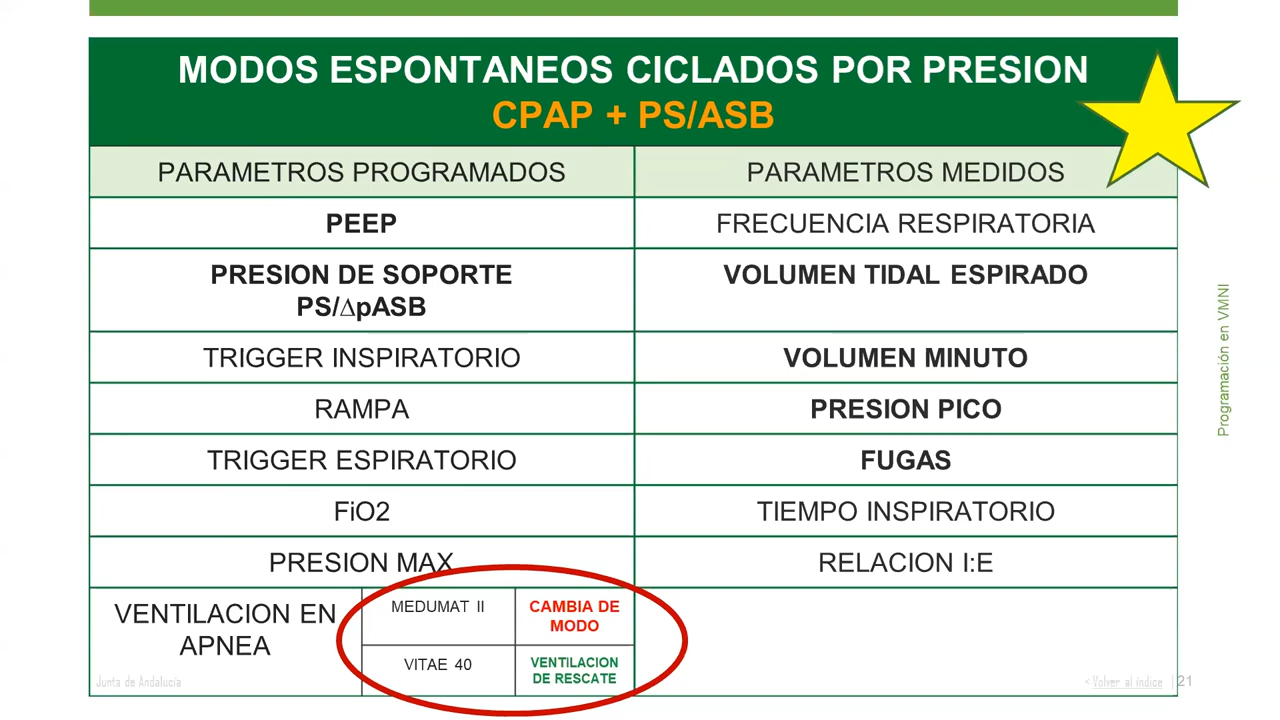 MODOS ESPONTANEOS CICLADOS POR PRESION
CPAP + PS/ASB
PARAMETROS PROGRAMADOS
PARAMETROS MEDIDOS
PEEP
FRECUENCIA RESPIRATORIA
PRESION DE SOPORTE
PS/∆pASB
VOLUMEN TIDAL ESPIRADO
TRIGGER INSPIRATORIO
VOLUMEN MINUTO
RAMPA
PRESION PICO
TRIGGER ESPIRATORIO
FUGAS
FiO2
TIEMPO INSPIRATORIO
PRESION MAX
RELACION I:E
VENTILACION EN
APNEA
MEDUMAT II
CAMBIA DE
MODO
VITAE 40
VENTILACION
DE RESCATE
Programación en VMNI
Junta de Andalucía
< Volver al índice | 21